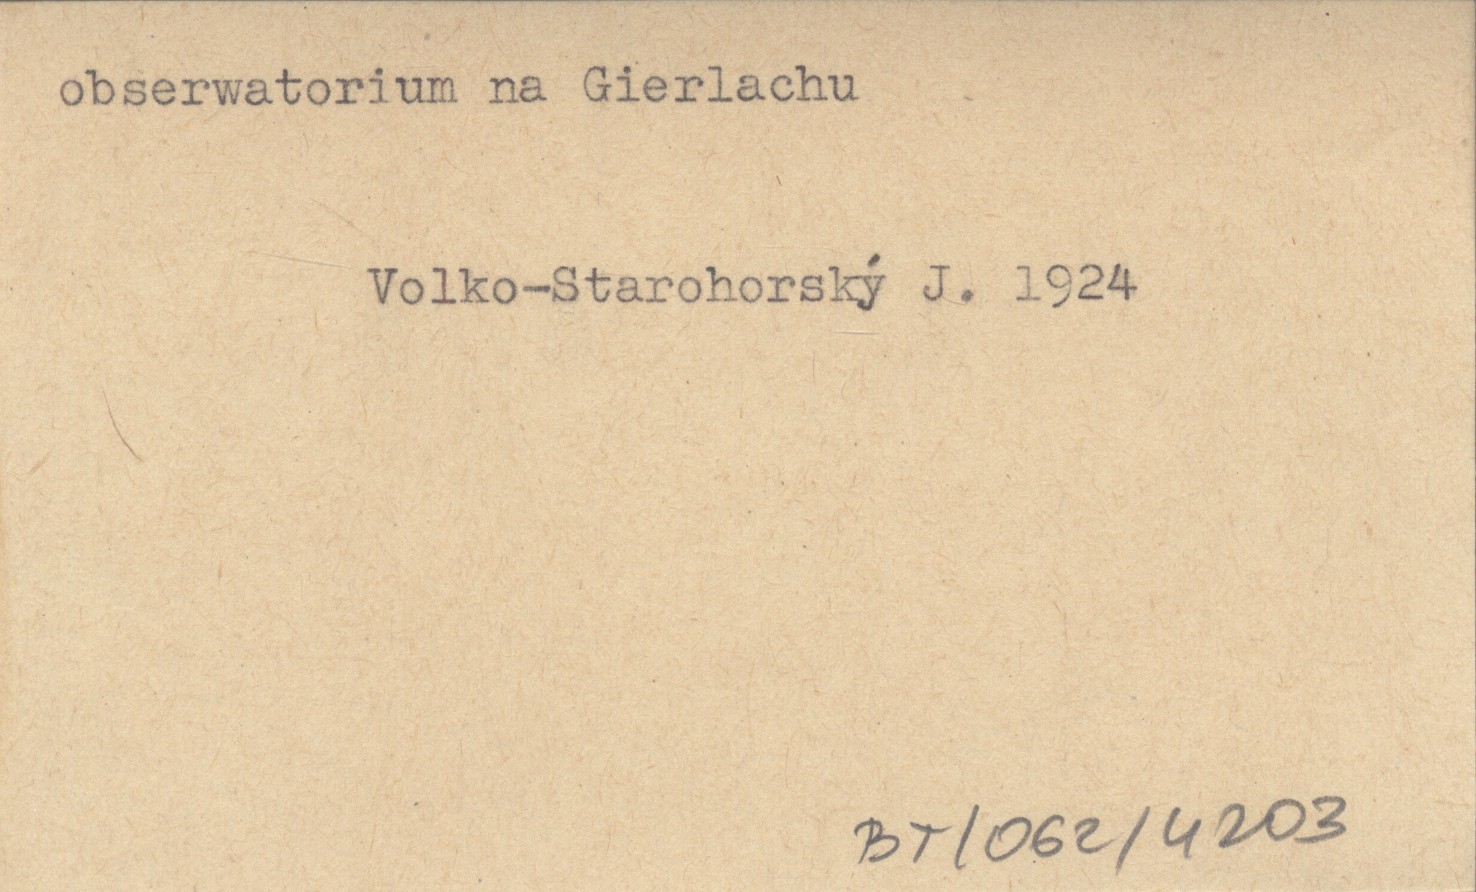 obserwatorium na Gierlachu
Volko-Starohorský J. 1924
BT/062/4203